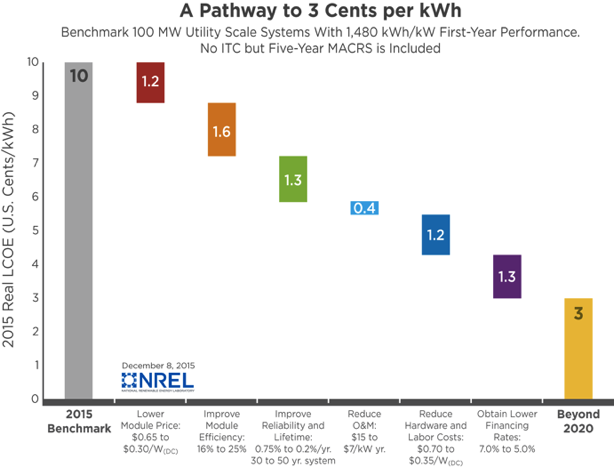 A Pathway to 3 Cents per kWh
Benchmark 100 MW Utility Scale Systems With 1,480 kWh/kW First-Year Performance.
No ITC but Five-Year MACRS is Included
2015 Real LCOE (U.S. Cents/kWh)
10
9
8
7
6
5
4
3
2
1
0
10
1.2
1.6
1.3
0.4
1.2
1.3
3
December 8, 2015
NREL
NATIONAL RENEWABLE ENERGY LABORATORY
2015
Benchmark
Lower
Module Price:
$0.65 to
$0.30/W(DC)
Improve
Module
Efficiency:
16% to 25%
Improve
Reliability and
Lifetime:
0.75% to 0.2%/yr.
30 to 50 yr. system
Reduce
O&M:
$15 to
$7/kW yr.
Reduce
Hardware and
Labor Costs:
$0.70 to
$0.35/W(DC)
Obtain Lower
Financing
Rates:
7.0% to 5.0%
Beyond
2020